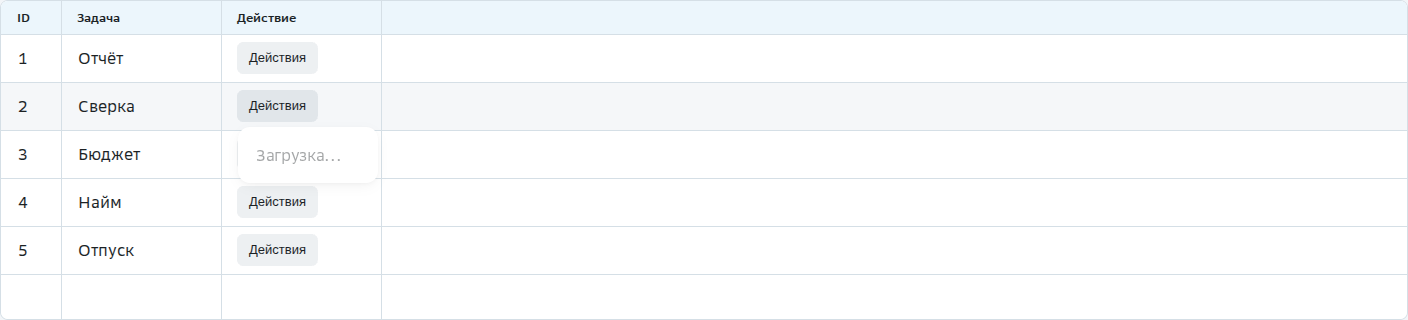 ID Задача Действие
1 Отчёт Действия
2 Сверка Действия
3 Бюджет Загрузка...
4 Найм Действия
5 Отпуск Действия